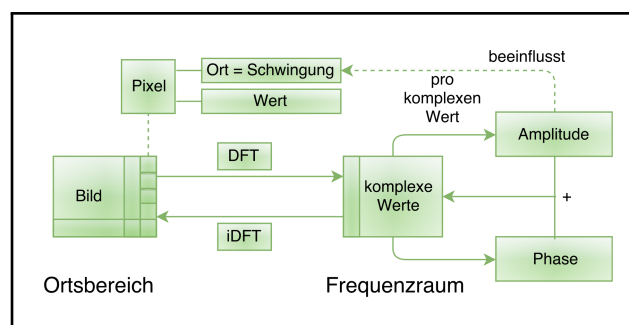 beeinflusst
Ort = Schwingung
Pixel
Wert
pro
komplexen
Wert
Amplitude
DFT
Bild
komplexe
Werte
+
iDFT
Phase
Ortsbereich
Frequenzraum